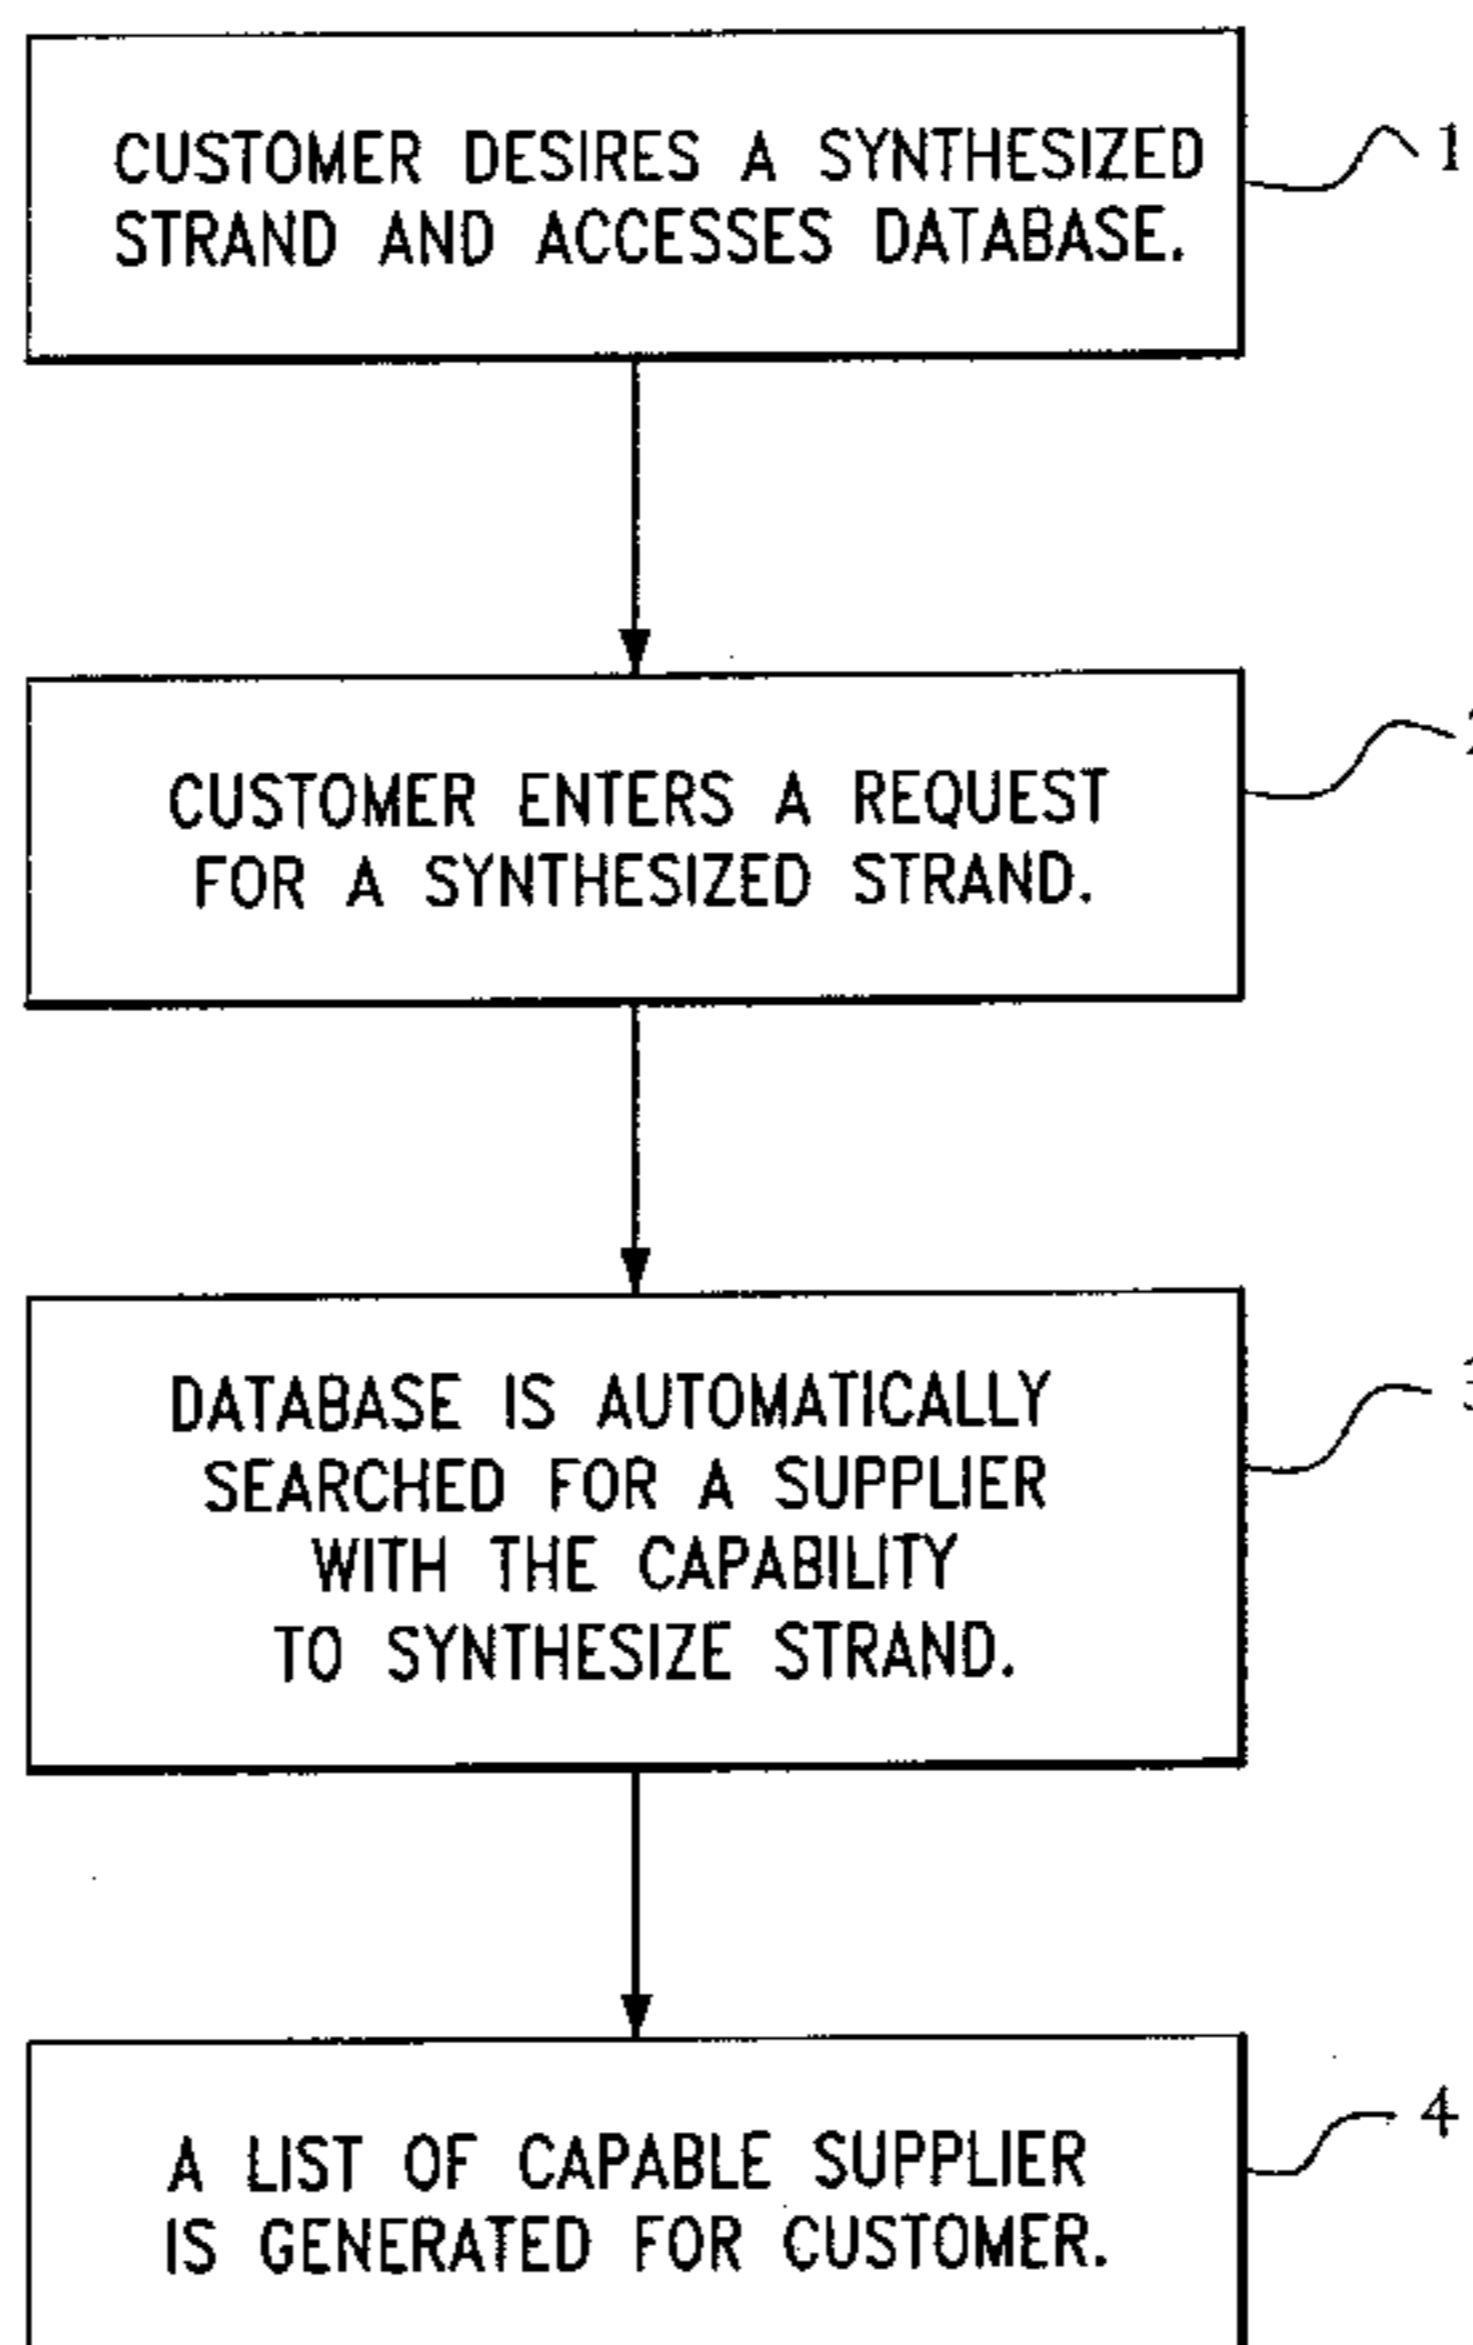 CUSTOMER DESIRES A SYNTHESIZED
STRAND AND ACCESSES DATABASE.
1
CUSTOMER ENTERS A REQUEST
FOR A SYNTHESIZED STRAND.
DATABASE IS AUTOMATICALLY
SEARCHED FOR A SUPPLIER
WITH THE CAPABILITY
TO SYNTHESIZE STRAND.
4
A LIST OF CAPABLE SUPPLIER
IS GENERATED FOR CUSTOMER.